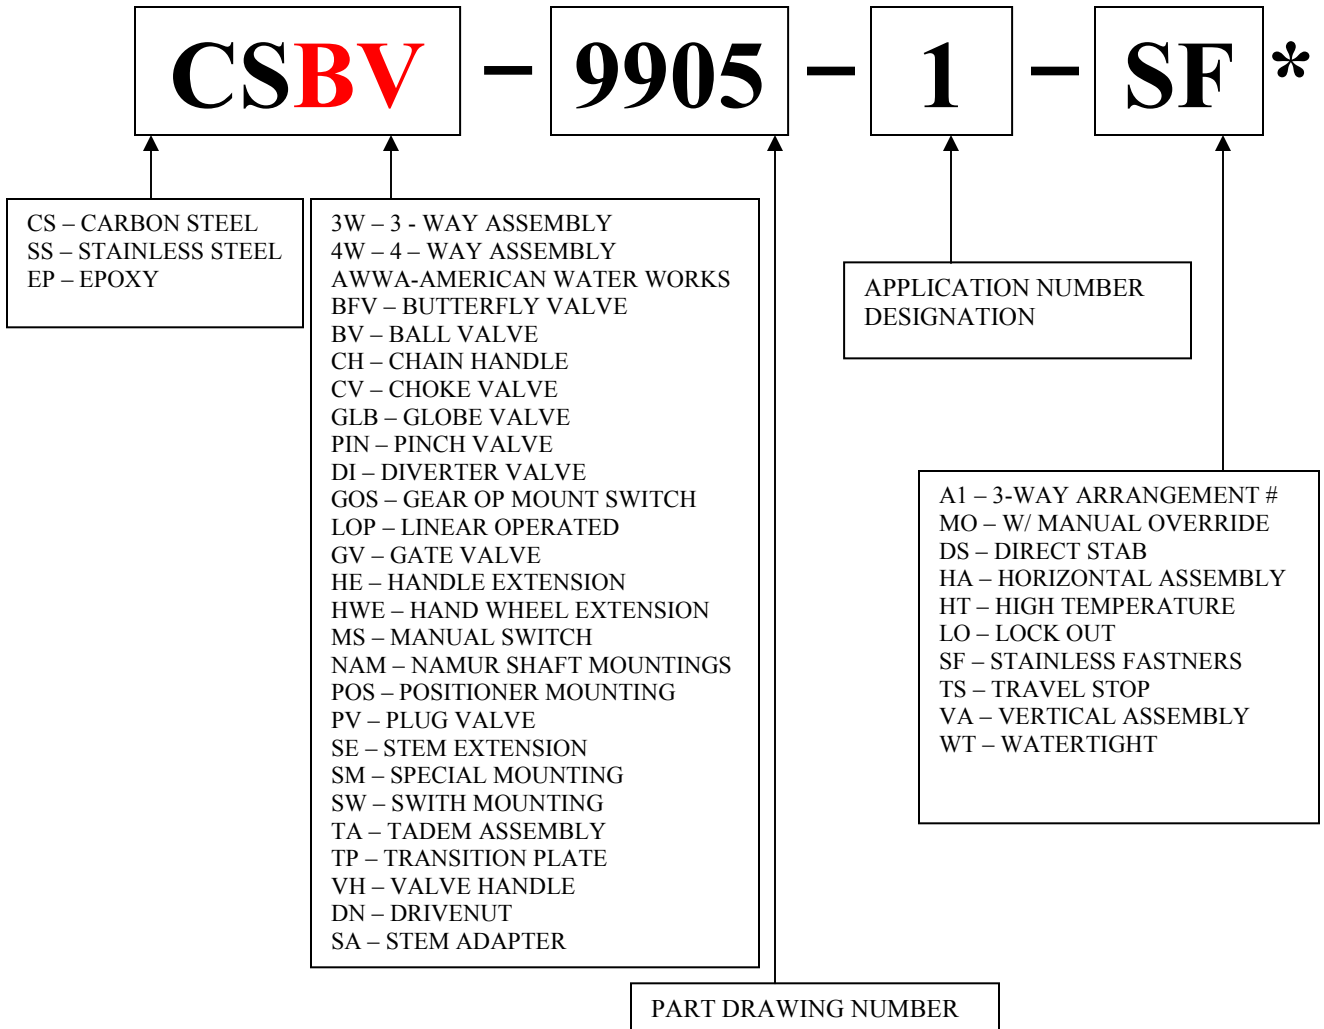 CSBV – 9905 – 1 – SF *
CS – CARBON STEEL
SS – STAINLESS STEEL
EP – EPOXY
3W – 3 - WAY ASSEMBLY
4W – 4 – WAY ASSEMBLY
AWWA-AMERICAN WATER WORKS
BFV – BUTTERFLY VALVE
BV – BALL VALVE
CH – CHAIN HANDLE
CV – CHOKE VALVE
GLB – GLOBE VALVE
PIN – PINCH VALVE
DI – DIVERTER VALVE
GOS – GEAR OP MOUNT SWITCH
LOP – LINEAR OPERATED
GV – GATE VALVE
HE – HANDLE EXTENSION
HWE – HAND WHEEL EXTENSION
MS – MANUAL SWITCH
NAM – NAMUR SHAFT MOUNTINGS
POS – POSITIONER MOUNTING
PV – PLUG VALVE
SE – STEM EXTENSION
SM – SPECIAL MOUNTING
SW – SWITH MOUNTING
TA – TADEM ASSEMBLY
TP – TRANSITION PLATE
VH – VALVE HANDLE
DN – DRIVENUT
SA – STEM ADAPTER
APPLICATION NUMBER
DESIGNATION
A1 – 3-WAY ARRANGEMENT #
MO – W/ MANUAL OVERRIDE
DS – DIRECT STAB
HA – HORIZONTAL ASSEMBLY
HT – HIGH TEMPERATURE
LO – LOCK OUT
SF – STAINLESS FASTNERS
TS – TRAVEL STOP
VA – VERTICAL ASSEMBLY
WT – WATERTIGHT
PART DRAWING NUMBER